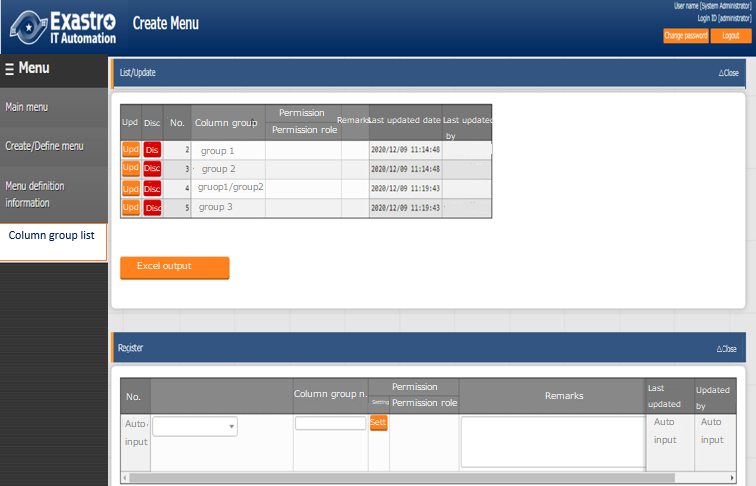 Exastro
IT Automation
Create Menu
User name [System Administrator]
Login ID [administrator]
Change password
Logout
Menu
Main menu
Create/Define menu
Menu definition
information
Column group list
List/Update
△Close
Upd Disc No. Column group Permission Permission role Remarks Last updated date Last updated by
Upd Dis 2 group 1 2020/12/09 11:14:48
Upd Disc 3 group 2 2020/12/09 11:14:48
Upd Disc 4 gruop1/group2 2020/12/09 11:19:43
Upd Disc 5 group 3 2020/12/09 11:19:43
Excel output
Register
△Close
No. Column group n. Permission Setting Permission role Remarks Last updated Updated by
Auto input Sett Auto input Auto input